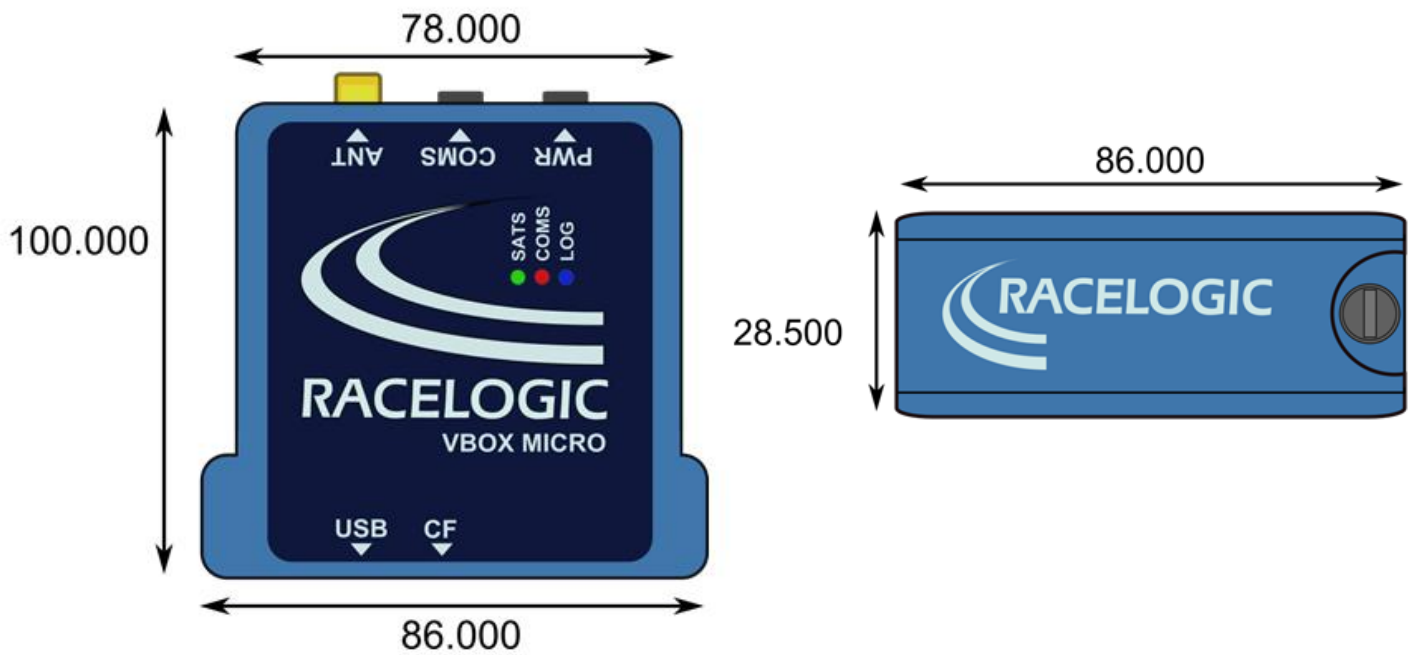 78.000
ANT COMS PWR
100.000
SATS
COMS
LOG
RACELOGIC
VBOX MICRO
USB CF
86.000
86.000
28.500
RACELOGIC